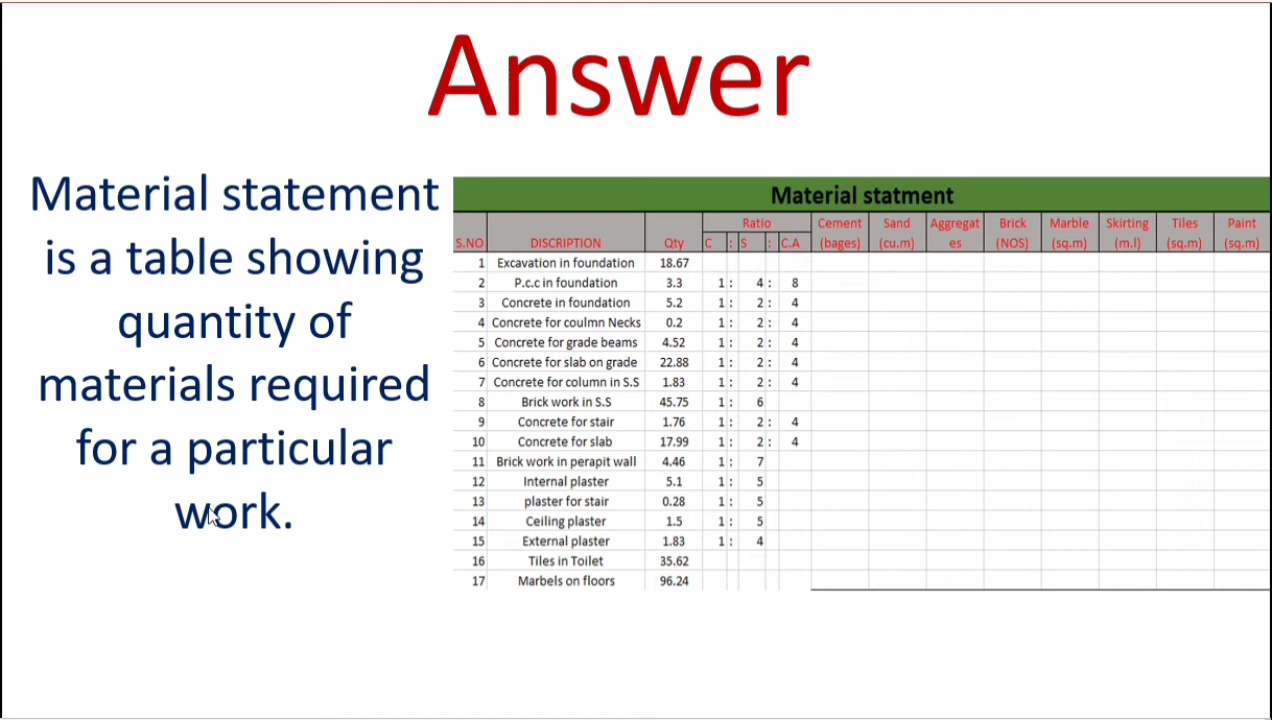 Answer
Material statement
is a table showing
quantity of
materials required
for a particular
work.
Material statment
S.NO DISCRIPTION Qty Ratio C : S : C.A Cement (bages) Sand (cu.m) Aggregat es Brick (NOS) Marble (sq.m) Skirting (m.l) Tiles (sq.m) Paint (sq.m)
1 Excavation in foundation 18.67
2 P.c.c in foundation 3.3 1 : 4 : 8
3 Concrete in foundation 5.2 1 : 2 : 4
4 Concrete for coulmn Necks 0.2 1 : 2 : 4
5 Concrete for grade beams 4.52 1 : 2 : 4
6 Concrete for slab on grade 22.88 1 : 2 : 4
7 Concrete for column in S.S 1.83 1 : 2 : 4
8 Brick work in S.S 45.75 1 : 6
9 Concrete for stair 1.76 1 : 2 : 4
10 Concrete for slab 17.99 1 : 2 : 4
11 Brick work in perapit wall 4.46 1 : 7
12 Internal plaster 5.1 1 : 5
13 plaster for stair 0.28 1 : 5
14 Ceiling plaster 1.5 1 : 5
15 External plaster 1.83 1 : 4
16 Tiles in Toilet 35.62
17 Marbels on floors 96.24